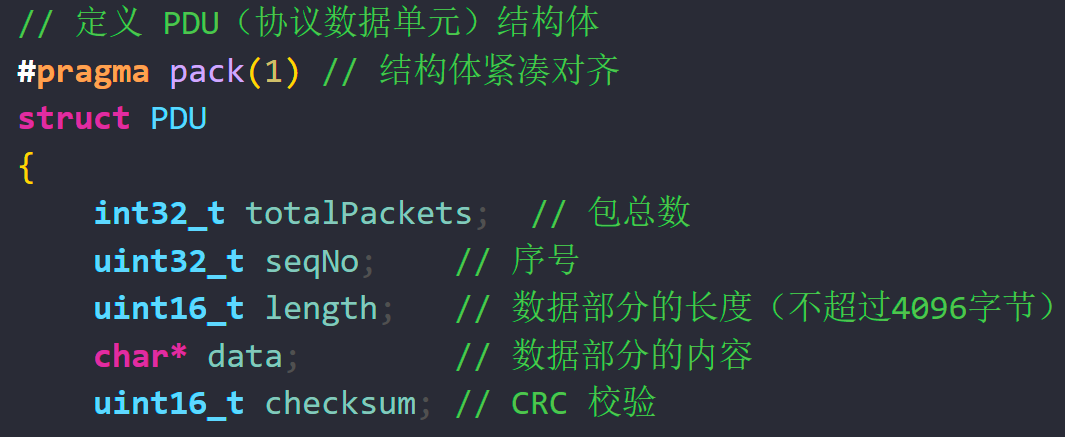 // 定义 PDU（协议数据单元）结构体
#pragma pack(1) // 结构体紧凑对齐
struct PDU
{
    int32_t totalPackets;  // 包总数
    uint32_t seqNo;    // 序号
    uint16_t length;   // 数据部分的长度（不超过4096字节）
    char* data;        // 数据部分的内容
    uint16_t checksum; // CRC 校验